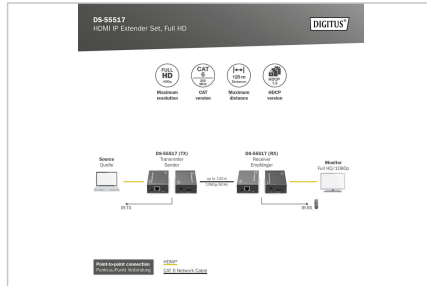 DS-55517
HDMI IP Extender Set, Full HD
DIGITUS®
FULL
HD
1080p
CAT
6
120 m
Distance
HDCP
Maximum
resolution
CAT
version
Maximum
distance
HDCP
version
Source
Quelle
DS-55517 (TX)
Transmitter
Sender
DS-55517 (RX)
Receiver
Empfänger
Monitor
Full HD/1080p
up to 120 m
(1080p/60Hz)
IR-TX
IR-RX
Point-to-point connection
Punkt-zu-Punkt Verbindung
HDMI®
CAT 6 Network Cable